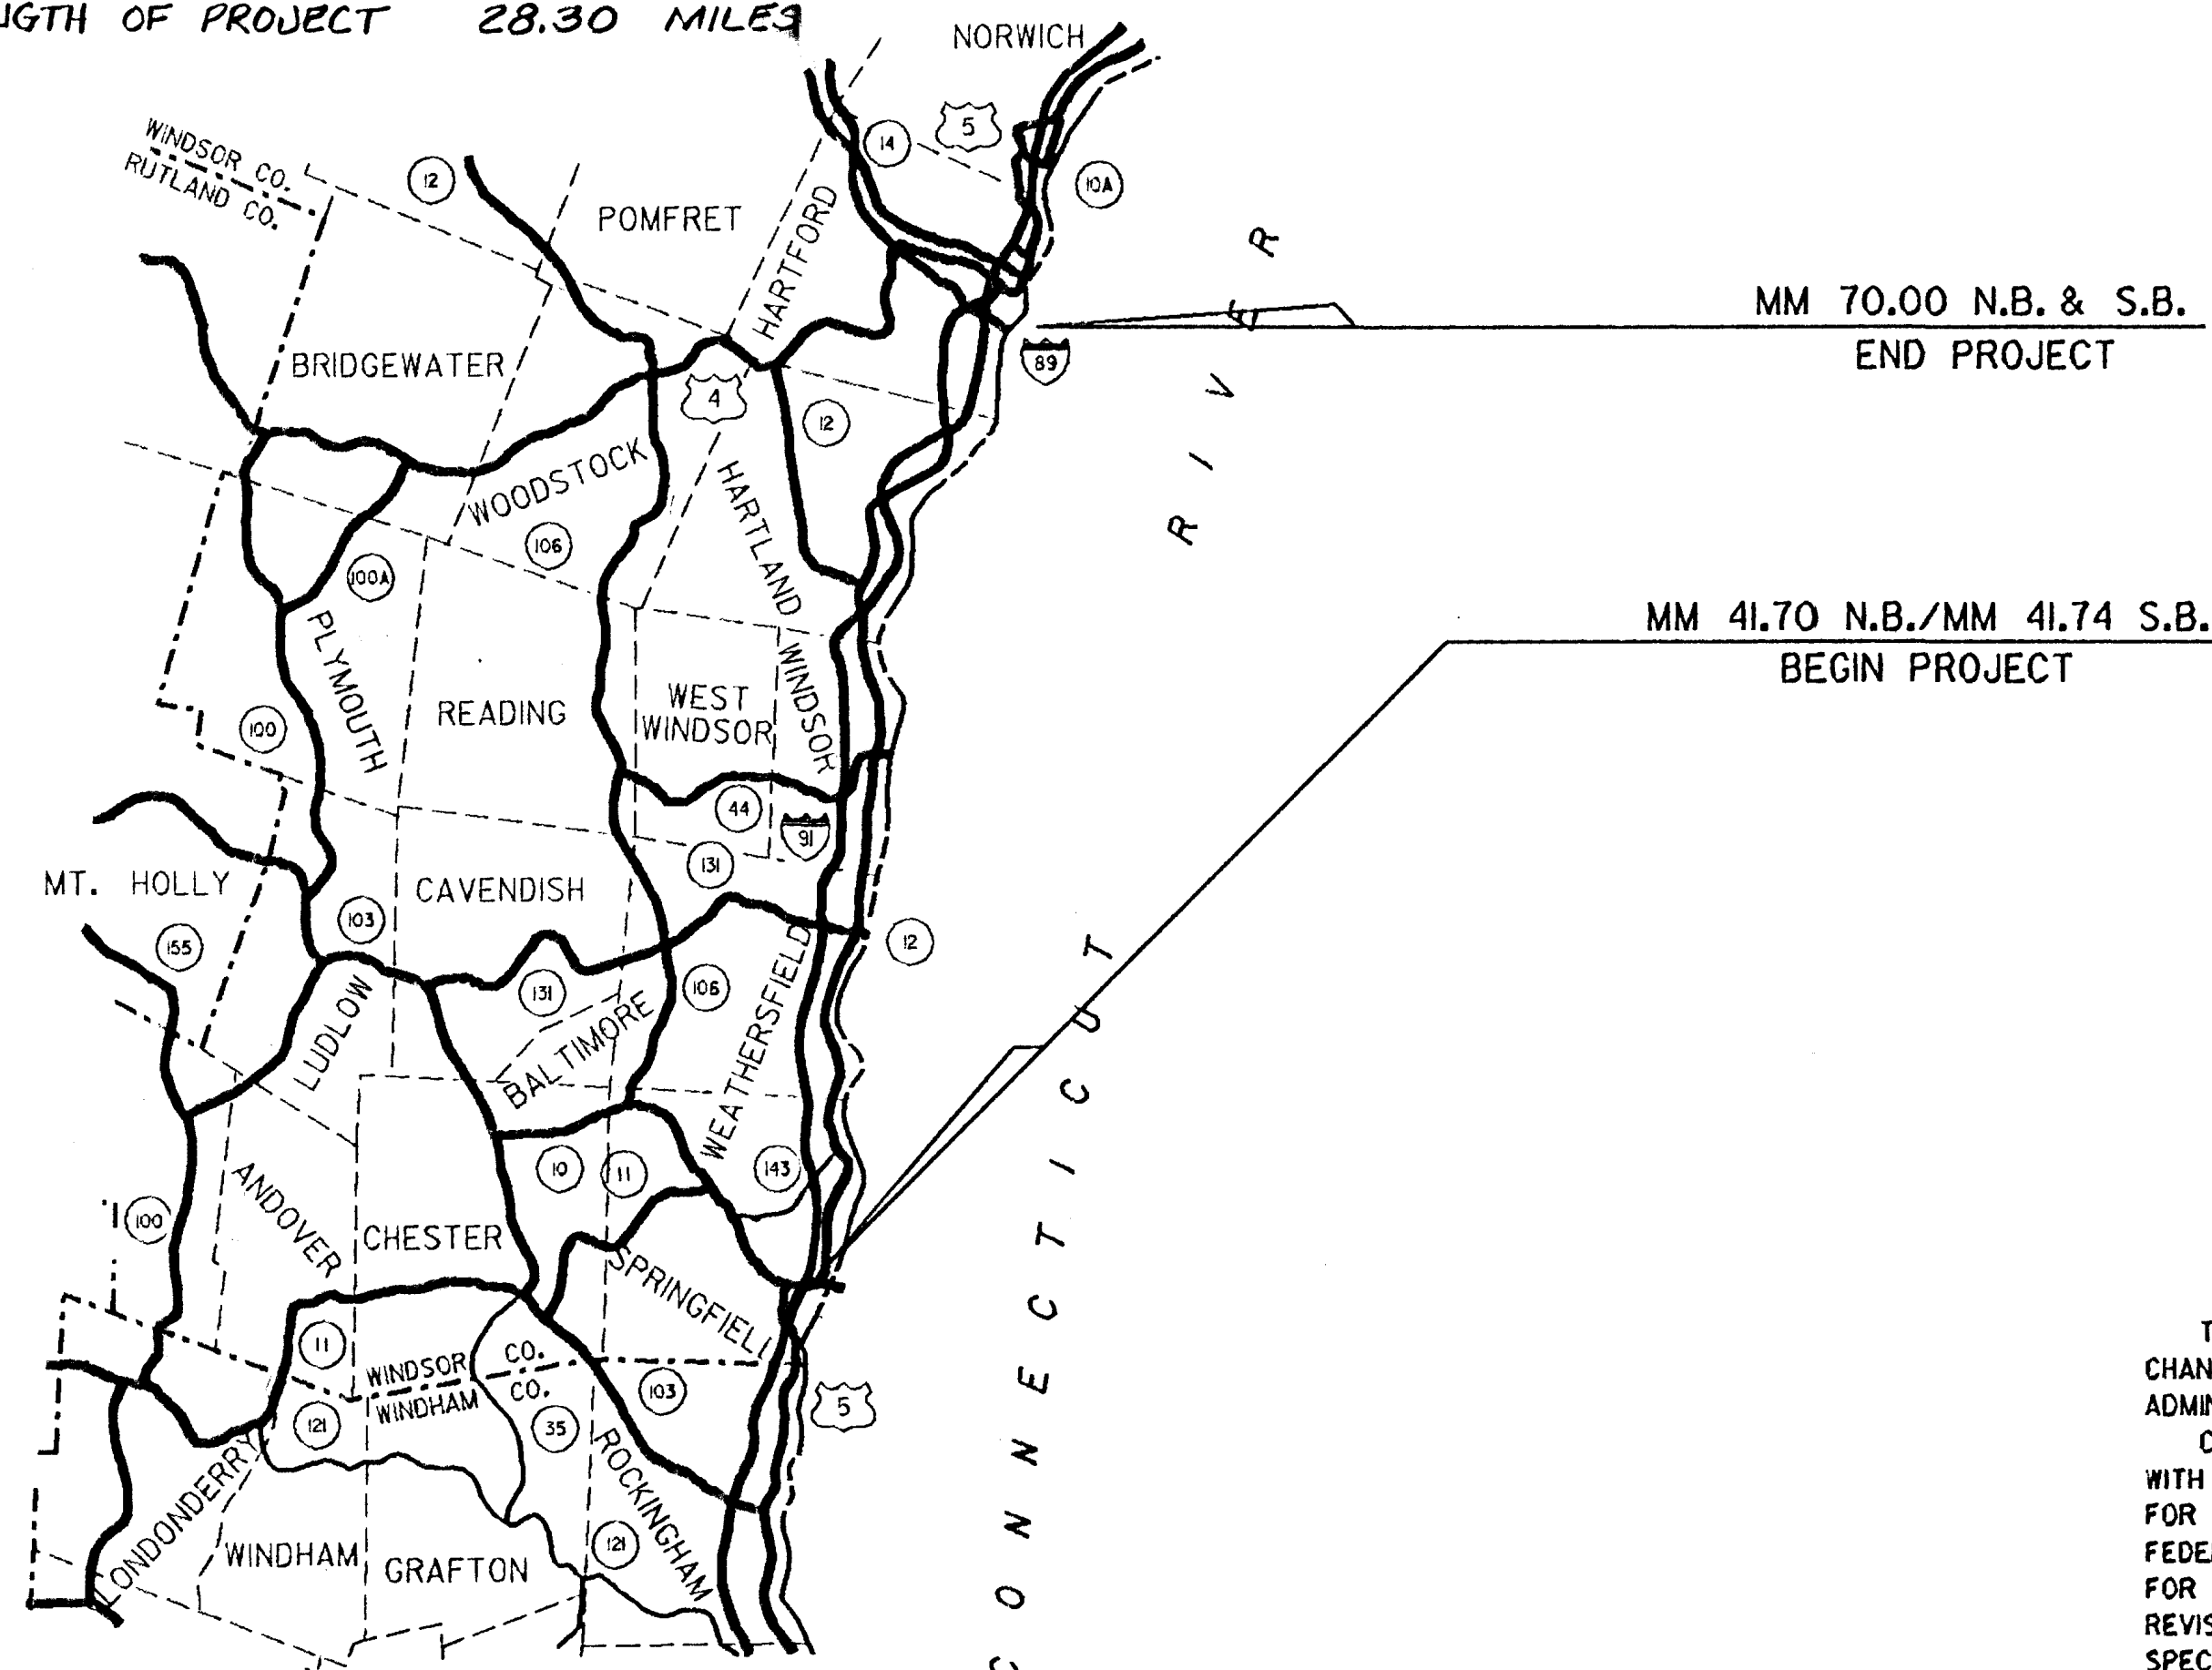 OF PROJECT 28.30 MILES
NORWICH
5
14
10A
WINDSOR CO.
RUTLAND CO.
12
POMFRET
HARTFORD
MM 70.00 N.B. & S.B.
END PROJECT
89
BRIDGEWATER
4
12
WOODSTOCK
106
HARTLAND
100A
MM 41.70 N.B./MM 41.74 S.B.
BEGIN PROJECT
PLYMOUTH
READING
WEST
WINDSOR
WINDSOR
100
44
91
131
MT. HOLLY
CAVENDISH
103
155
12
131
106
LUDLOW
BALTIMORE
WEATHERSFIELD
10
11
143
100
ANDOVER
CHESTER
SPRINGFIEL
11
WINDSOR CO.
WINDHAM CO.
121
35
103
5
LONDONDERRY
ROCKINGHAM
WINDHAM
GRAFTON
121
CONNECTICUT RIVER
T
CHAN
ADMIN
C
WITH
FOR
FEDE
FOR
REVIS
SPEC